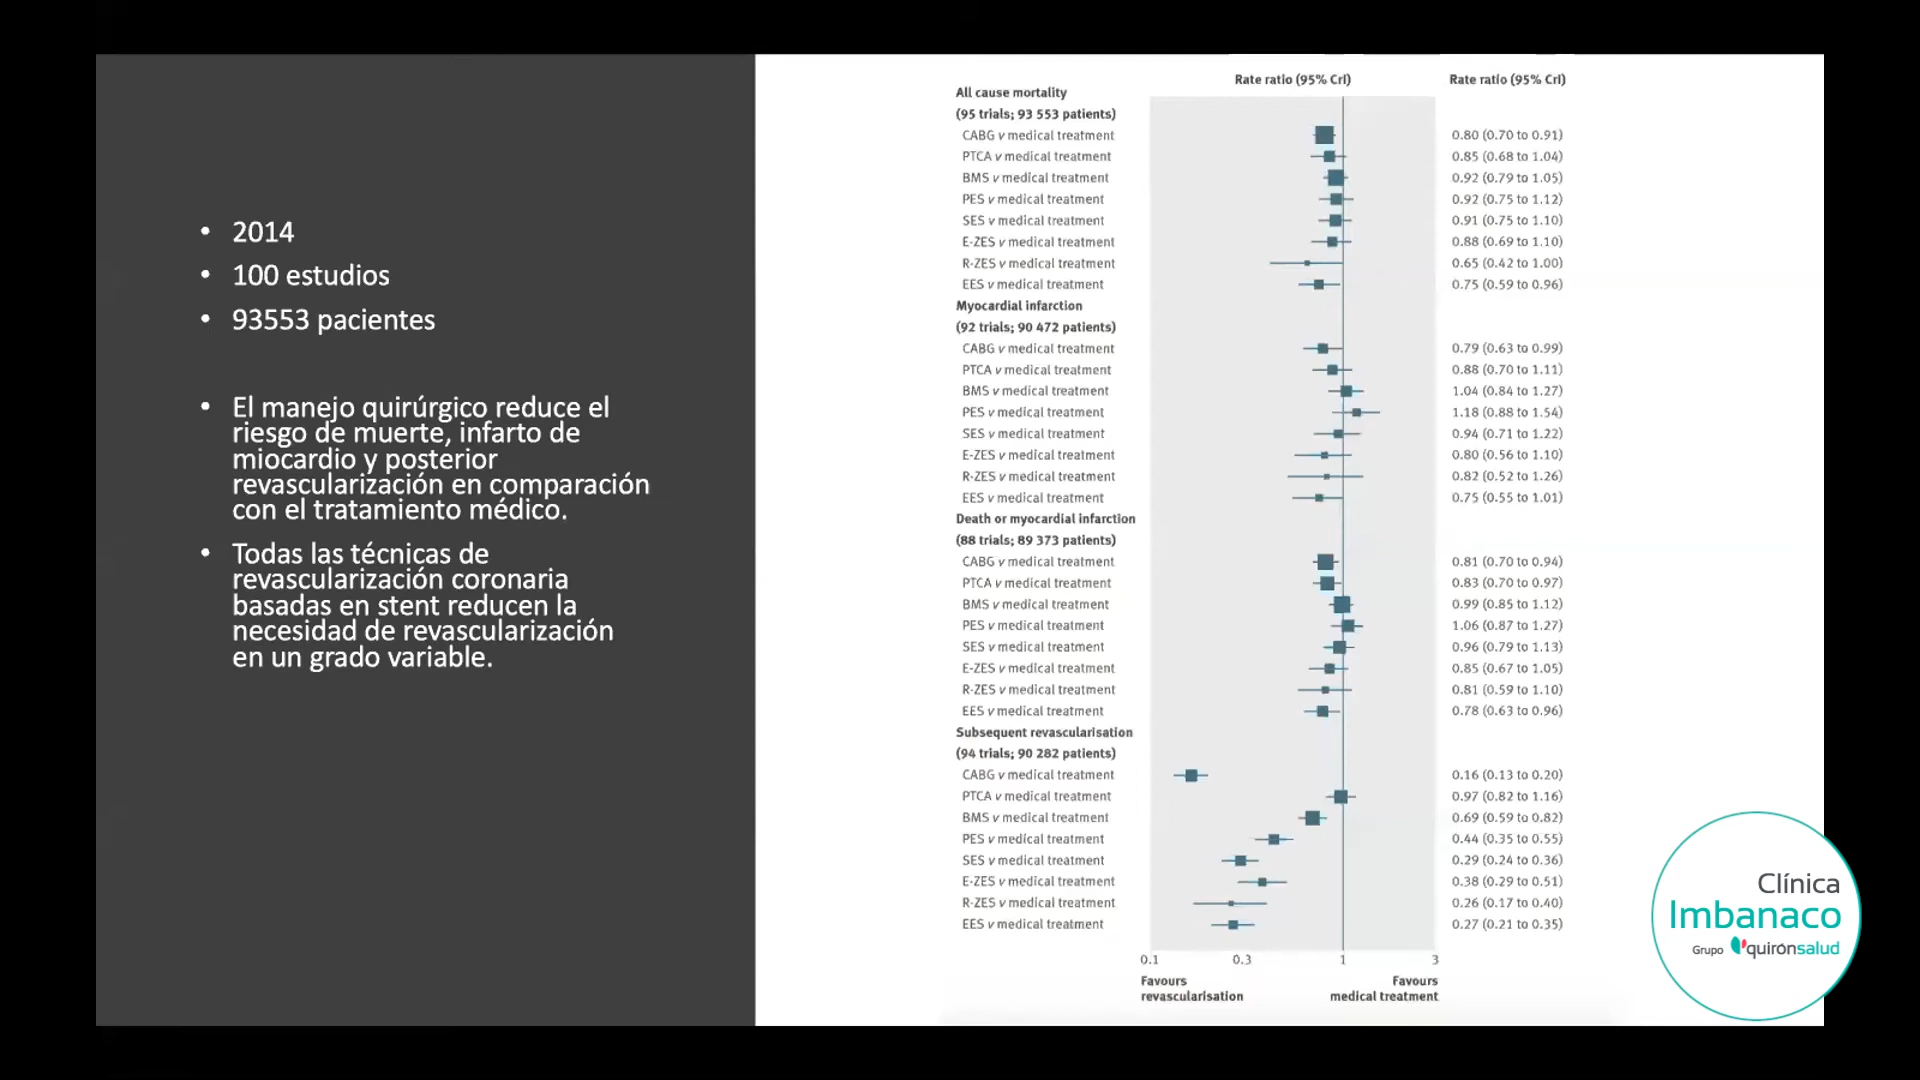 • 2014
• 100 estudios
• 93553 pacientes
• El manejo quirúrgico reduce el
riesgo de muerte, infarto de
miocardio y posterior
revascularización en comparación
con el tratamiento médico.
• Todas las técnicas de
revascularización coronaria
basadas en stent reducen la
necesidad de revascularización
en un grado variable.
Rate ratio (95% CrI) Rate ratio (95% CrI)
All cause mortality
(95 trials; 93 553 patients)
CABG v medical treatment 0.80 (0.70 to 0.91)
PTCA v medical treatment 0.85 (0.68 to 1.04)
BMS v medical treatment 0.92 (0.79 to 1.05)
PES v medical treatment 0.92 (0.75 to 1.12)
SES v medical treatment 0.91 (0.75 to 1.10)
E-ZES v medical treatment 0.88 (0.69 to 1.10)
R-ZES v medical treatment 0.65 (0.42 to 1.00)
EES v medical treatment 0.75 (0.59 to 0.96)
Myocardial infarction
(92 trials; 90 472 patients)
CABG v medical treatment 0.79 (0.63 to 0.99)
PTCA v medical treatment 0.88 (0.70 to 1.11)
BMS v medical treatment 1.04 (0.84 to 1.27)
PES v medical treatment 1.18 (0.88 to 1.54)
SES v medical treatment 0.94 (0.71 to 1.22)
E-ZES v medical treatment 0.80 (0.56 to 1.10)
R-ZES v medical treatment 0.82 (0.52 to 1.26)
EES v medical treatment 0.75 (0.55 to 1.01)
Death or myocardial infarction
(88 trials; 89 373 patients)
CABG v medical treatment 0.81 (0.70 to 0.94)
PTCA v medical treatment 0.83 (0.70 to 0.97)
BMS v medical treatment 0.99 (0.85 to 1.12)
PES v medical treatment 1.06 (0.87 to 1.27)
SES v medical treatment 0.96 (0.79 to 1.13)
E-ZES v medical treatment 0.85 (0.67 to 1.05)
R-ZES v medical treatment 0.81 (0.59 to 1.10)
EES v medical treatment 0.78 (0.63 to 0.96)
Subsequent revascularisation
(94 trials; 90 282 patients)
CABG v medical treatment 0.16 (0.13 to 0.20)
PTCA v medical treatment 0.97 (0.82 to 1.16)
BMS v medical treatment 0.69 (0.59 to 0.82)
PES v medical treatment 0.44 (0.35 to 0.55)
SES v medical treatment 0.29 (0.24 to 0.36)
E-ZES v medical treatment 0.38 (0.29 to 0.51)
R-ZES v medical treatment 0.26 (0.17 to 0.40)
EES v medical treatment 0.27 (0.21 to 0.35)
0.1 0.3 1 3
Favours Favours
revascularisation medical treatment
Clínica
Imbanaco
Grupo quirónsalud